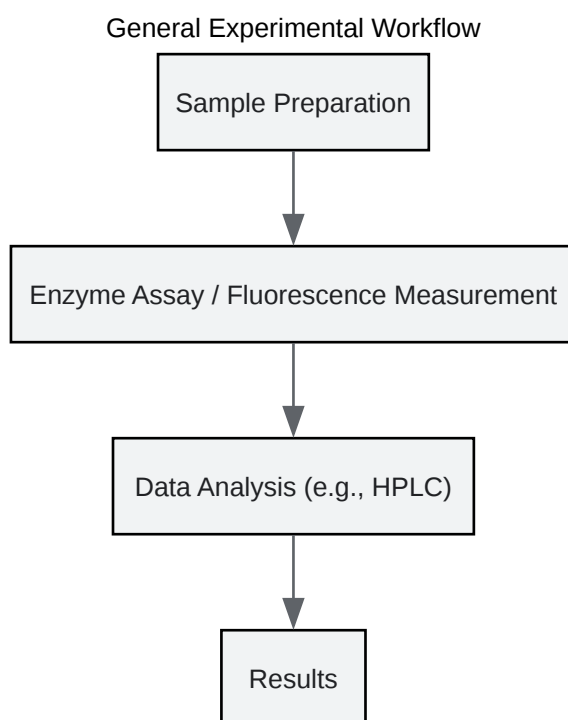 General Experimental Workflow
Sample Preparation
Enzyme Assay / Fluorescence Measurement
Data Analysis (e.g., HPLC)
Results